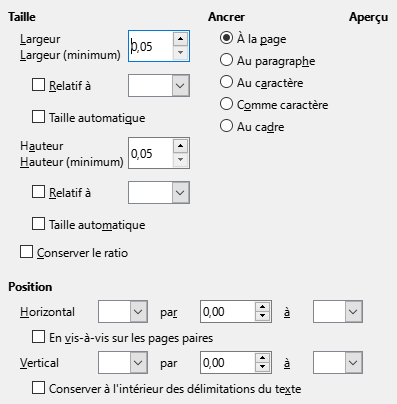 Taille
Ancrer
Aperçu
Largeur
Largeur (minimum)
0,05
Relatif à
Taille automatique
Hauteur
Hauteur (minimum)
0,05
Relatif à
Taille automatique
Conserver le ratio
À la page
Au paragraphe
Au caractère
Comme caractère
Au cadre
Position
Horizontal par 0,00 à
En vis-à-vis sur les pages paires
Vertical par 0,00 à
Conserver à l'intérieur des délimitations du texte